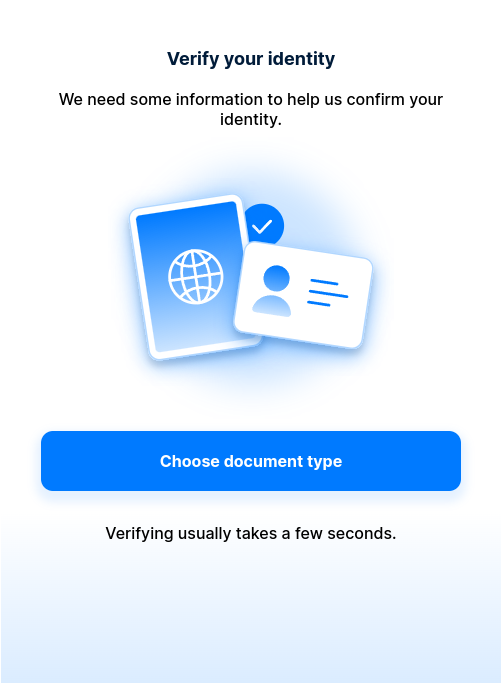 Verify your identity
We need some information to help us confirm your
identity.
Choose document type
Verifying usually takes a few seconds.